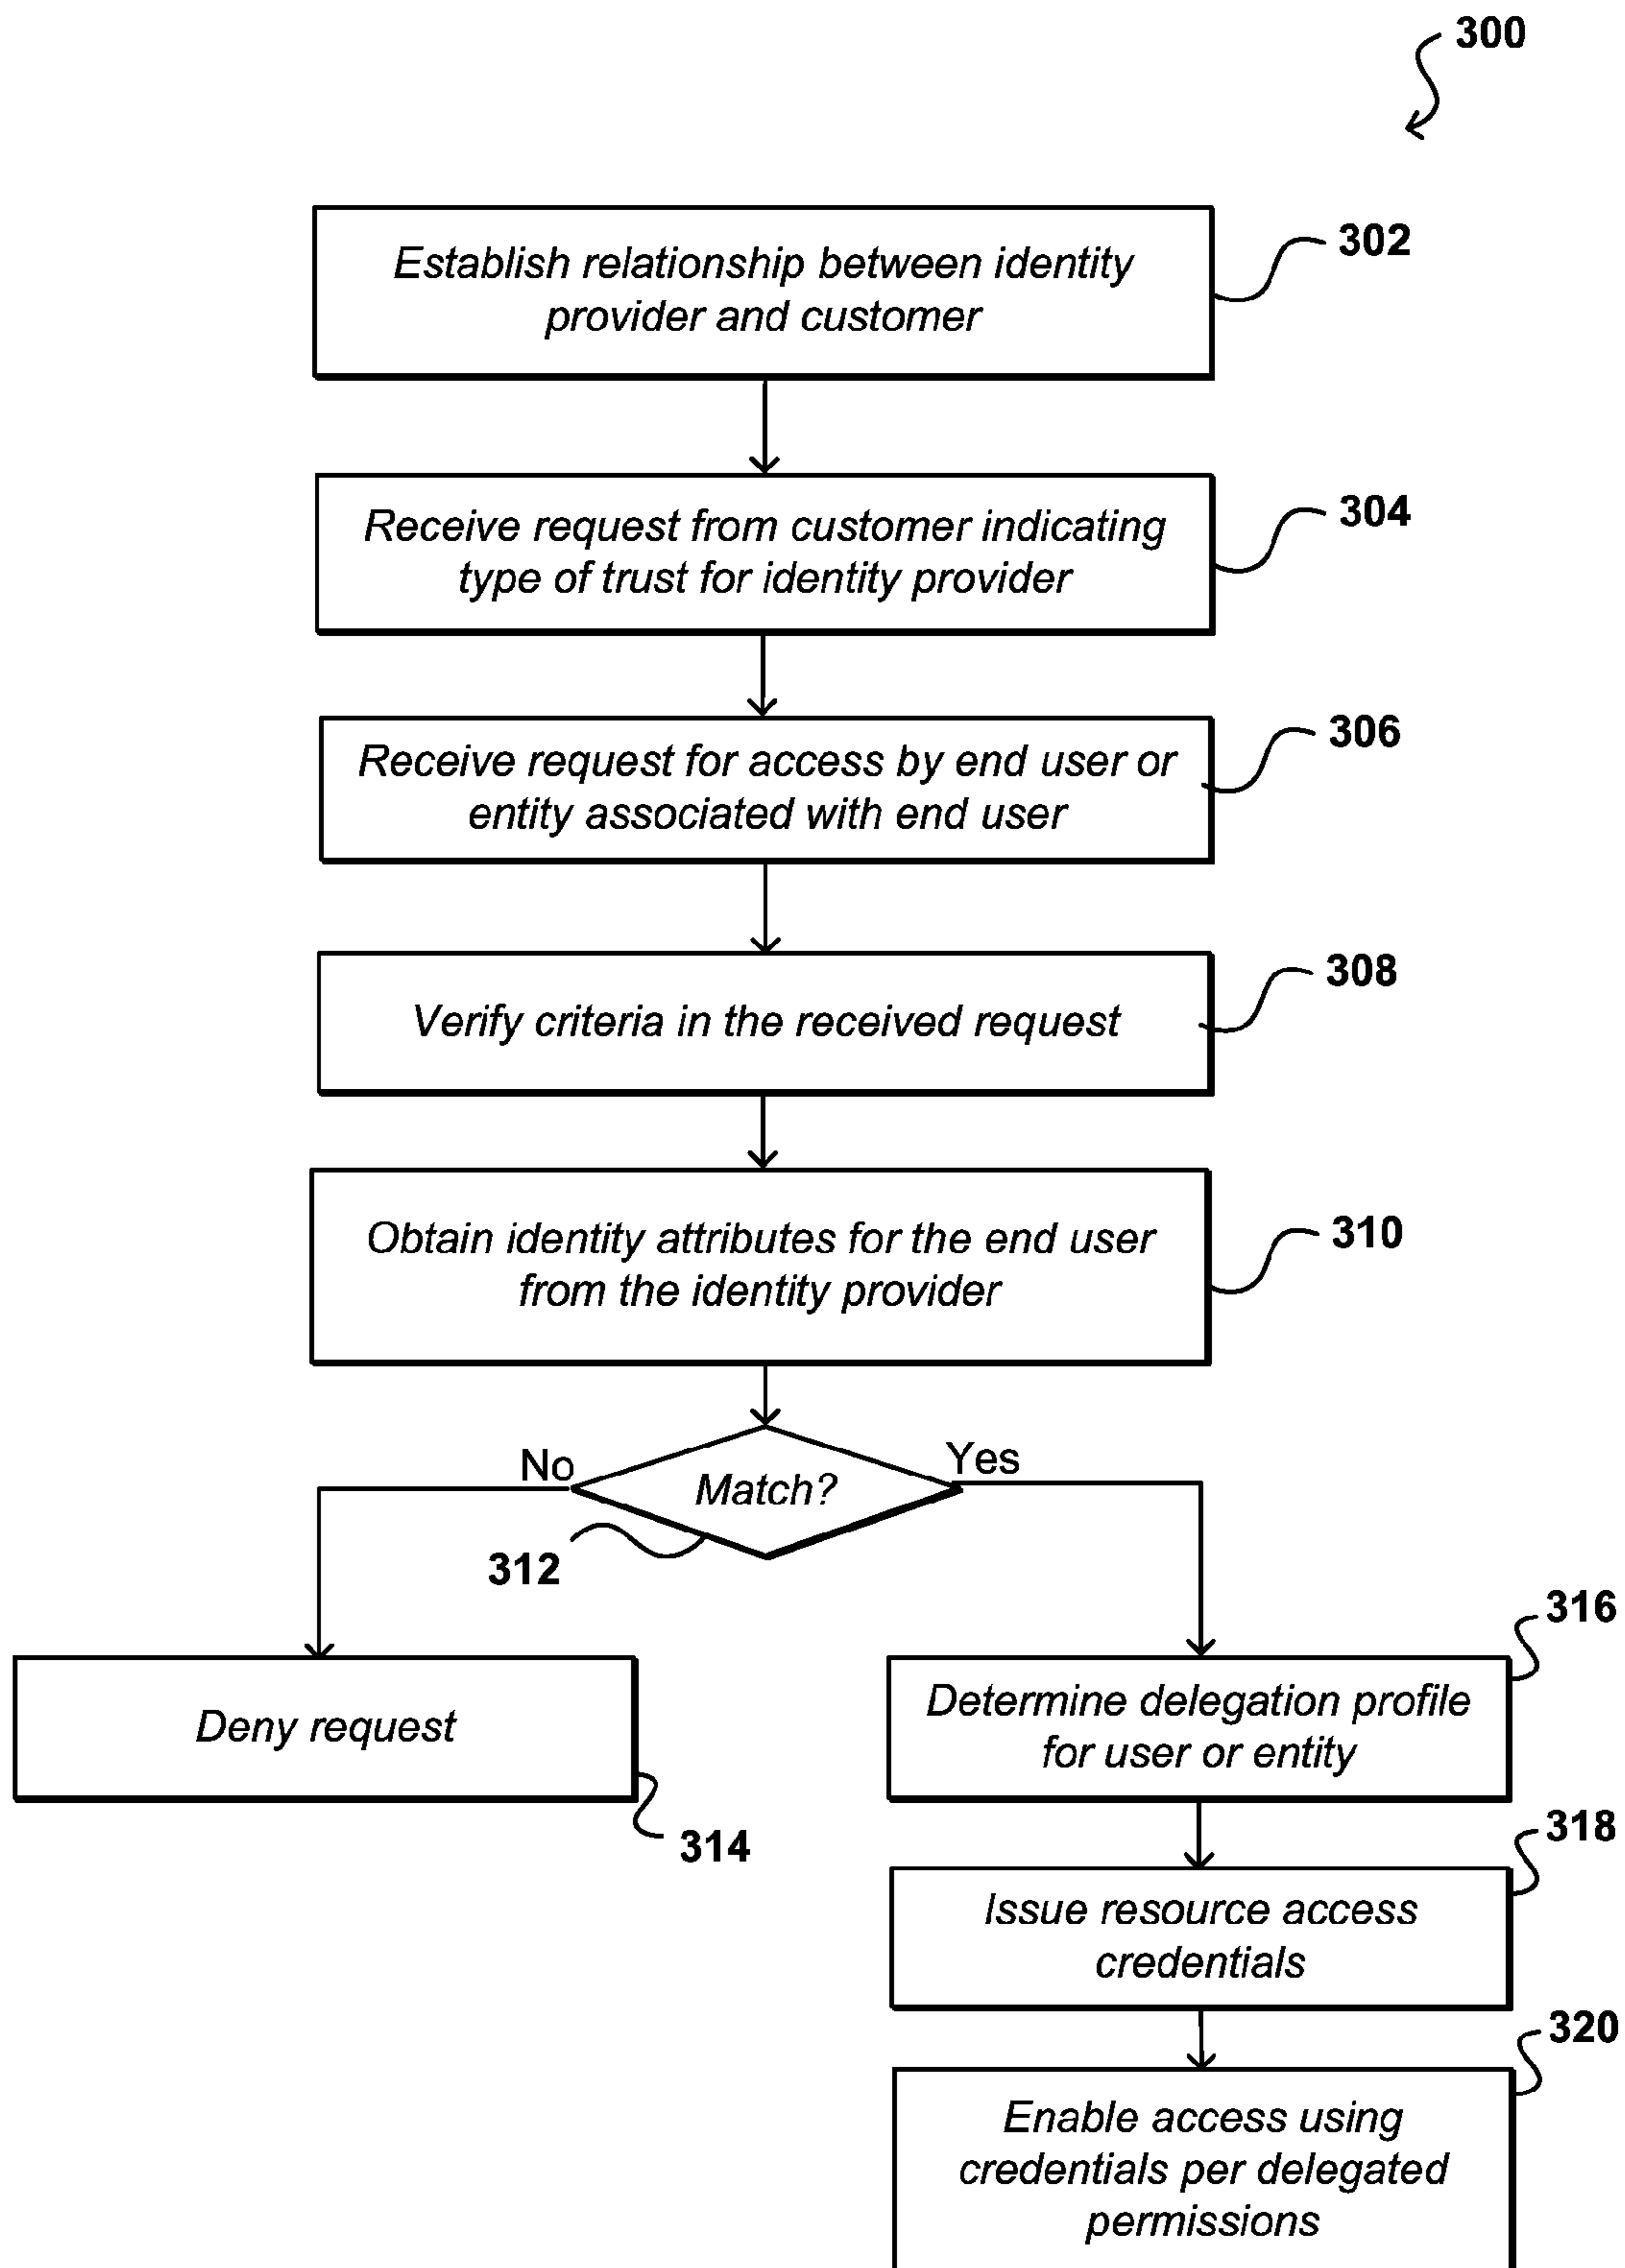 300
Establish relationship between identity
provider and customer
302
Receive request from customer indicating
type of trust for identity provider
304
Receive request for access by end user or
entity associated with end user
306
Verify criteria in the received request
308
Obtain identity attributes for the end user
from the identity provider
310
No
Match?
Yes
312
Deny request
314
Determine delegation profile
for user or entity
316
Issue resource access
credentials
318
Enable access using
credentials per delegated
permissions
320